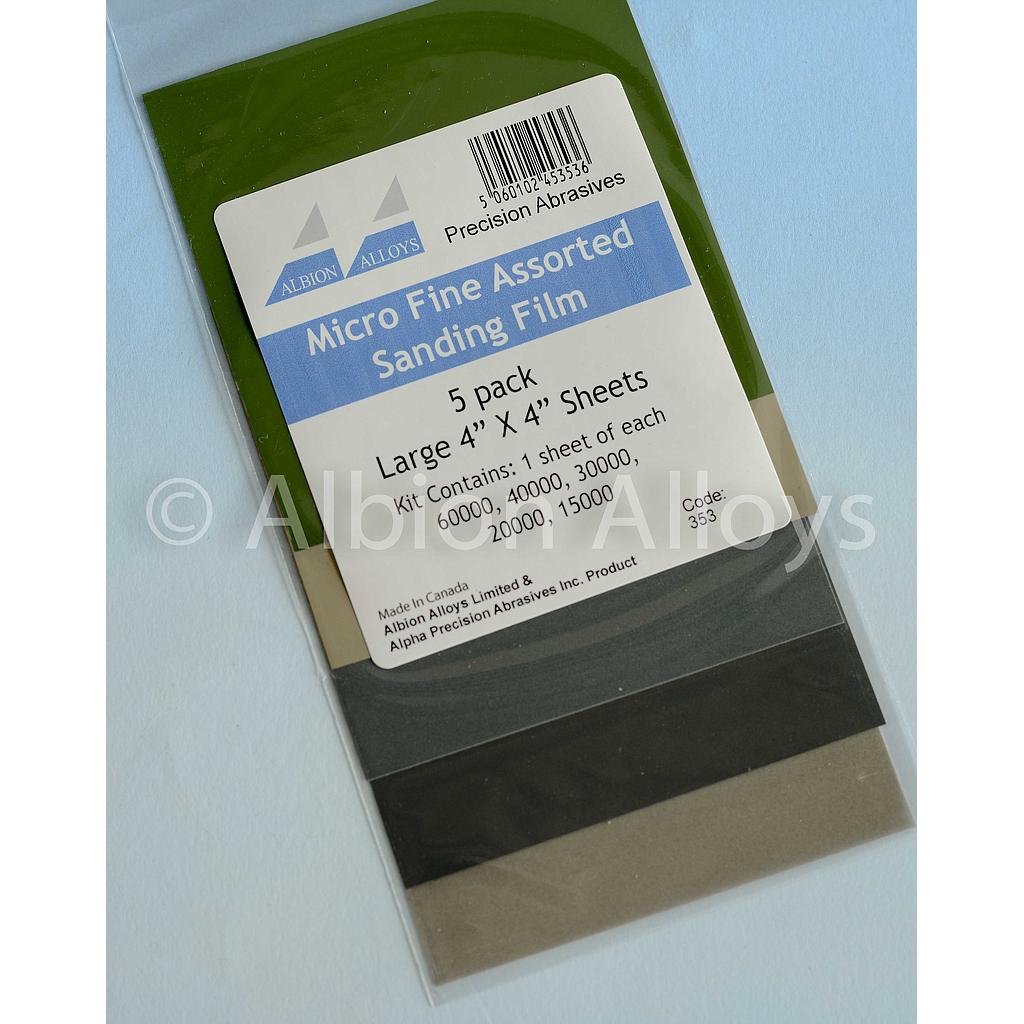 5 060102 453536
Precision Abrasives
ALBION ALLOYS
Micro Fine Assorted
Sanding Film
5 pack
Large 4” X 4” Sheets
Kit Contains: 1 sheet of each
60000, 40000, 30000,
20000, 15000
Code:
353
© Albion Alloys
Made In Canada
Albion Alloys Limited &
Alpha Precision Abrasives Inc. Product